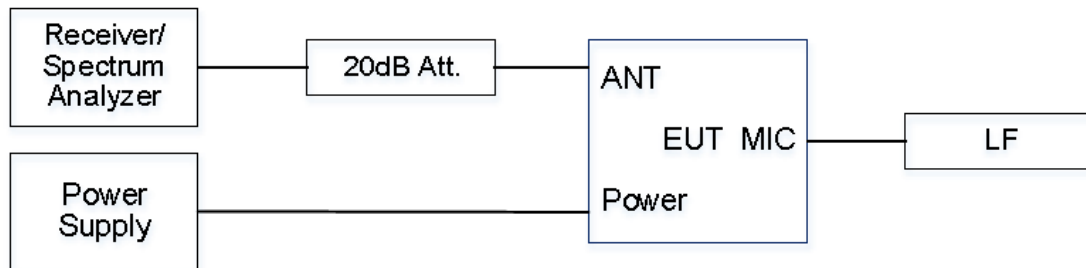 Receiver/
Spectrum
Analyzer
20dB Att.
ANT
EUT MIC
LF
Power
Power
Supply